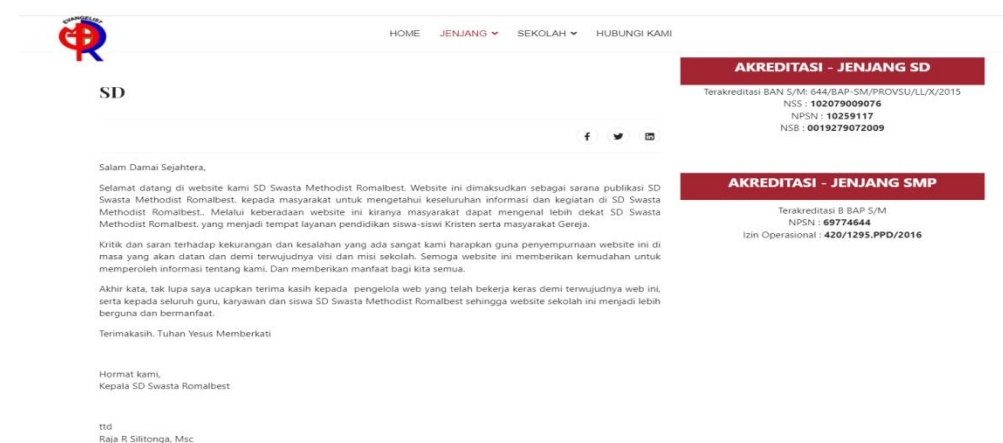 EVANGELIST
HOME JENJANG SEKOLAH HUBUNGI KAMI
SD
Salam Damai Sejahtera,
Selamat datang di website kami SD Swasta Methodist Romalbest. Website ini dimaksudkan sebagai sarana publikasi SD
Swasta Methodist Romalbest. kepada masyarakat untuk mengetahui keseluruhan informasi dan kegiatan di SD Swasta
Methodist Romalbest.. Melalui keberadaan website ini kiranya masyarakat dapat mengenal lebih dekat SD Swasta
Methodist Romalbest. yang menjadi tempat layanan pendidikan siswa-siswi Kristen serta masyarakat Gereja.
Kritik dan saran terhadap kekurangan dan kesalahan yang ada sangat kami harapkan guna penyempurnaan website ini di
masa yang akan datan dan demi terwujudnya visi dan misi sekolah. Semoga website ini memberikan kemudahan untuk
memperoleh informasi tentang kami. Dan memberikan manfaat bagi kita semua.
Akhir kata, tak lupa saya ucapkan terima kasih kepada pengelola web yang telah bekerja keras demi terwujudnya web ini,
serta kepada seluruh guru, karyawan dan siswa SD Swasta Methodist Romalbest sehingga website sekolah ini menjadi lebih
berguna dan bermanfaat.
Terimakasih. Tuhan Yesus Memberkati
Hormat kami,
Kepala SD Swasta Romalbest
ttd
Raja R Silitonga, Msc
AKREDITASI - JENJANG SD
Terakreditasi BAN S/M: 644/BAP-SM/PROVSU/LL/X/2015
NSS : 102079009076
NPSN : 10259117
NSB : 0019279072009
AKREDITASI - JENJANG SMP
Terakreditasi B BAP S/M
NPSN : 69774644
Izin Operasional : 420/1295.PPD/2016